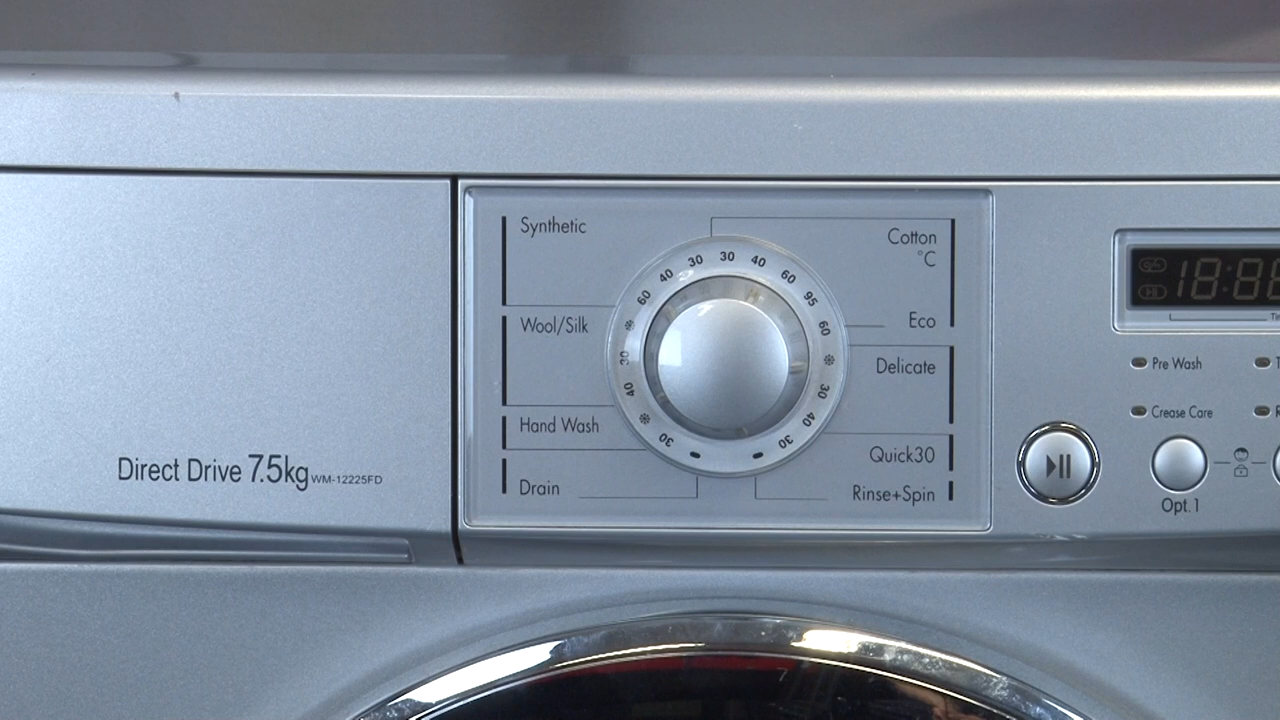 Direct Drive 7.5kg WM-12225FD
Synthetic
Wool/Silk
Hand Wash
Drain
30 40 60 95 60 ❄ 30 40 30
30 40 ❄ 30 40 60 ❄ 30
Cotton
°C
Eco
Delicate
Quick30
Rinse+Spin
18:88
Pre Wash
Crease Care
Opt.1
7